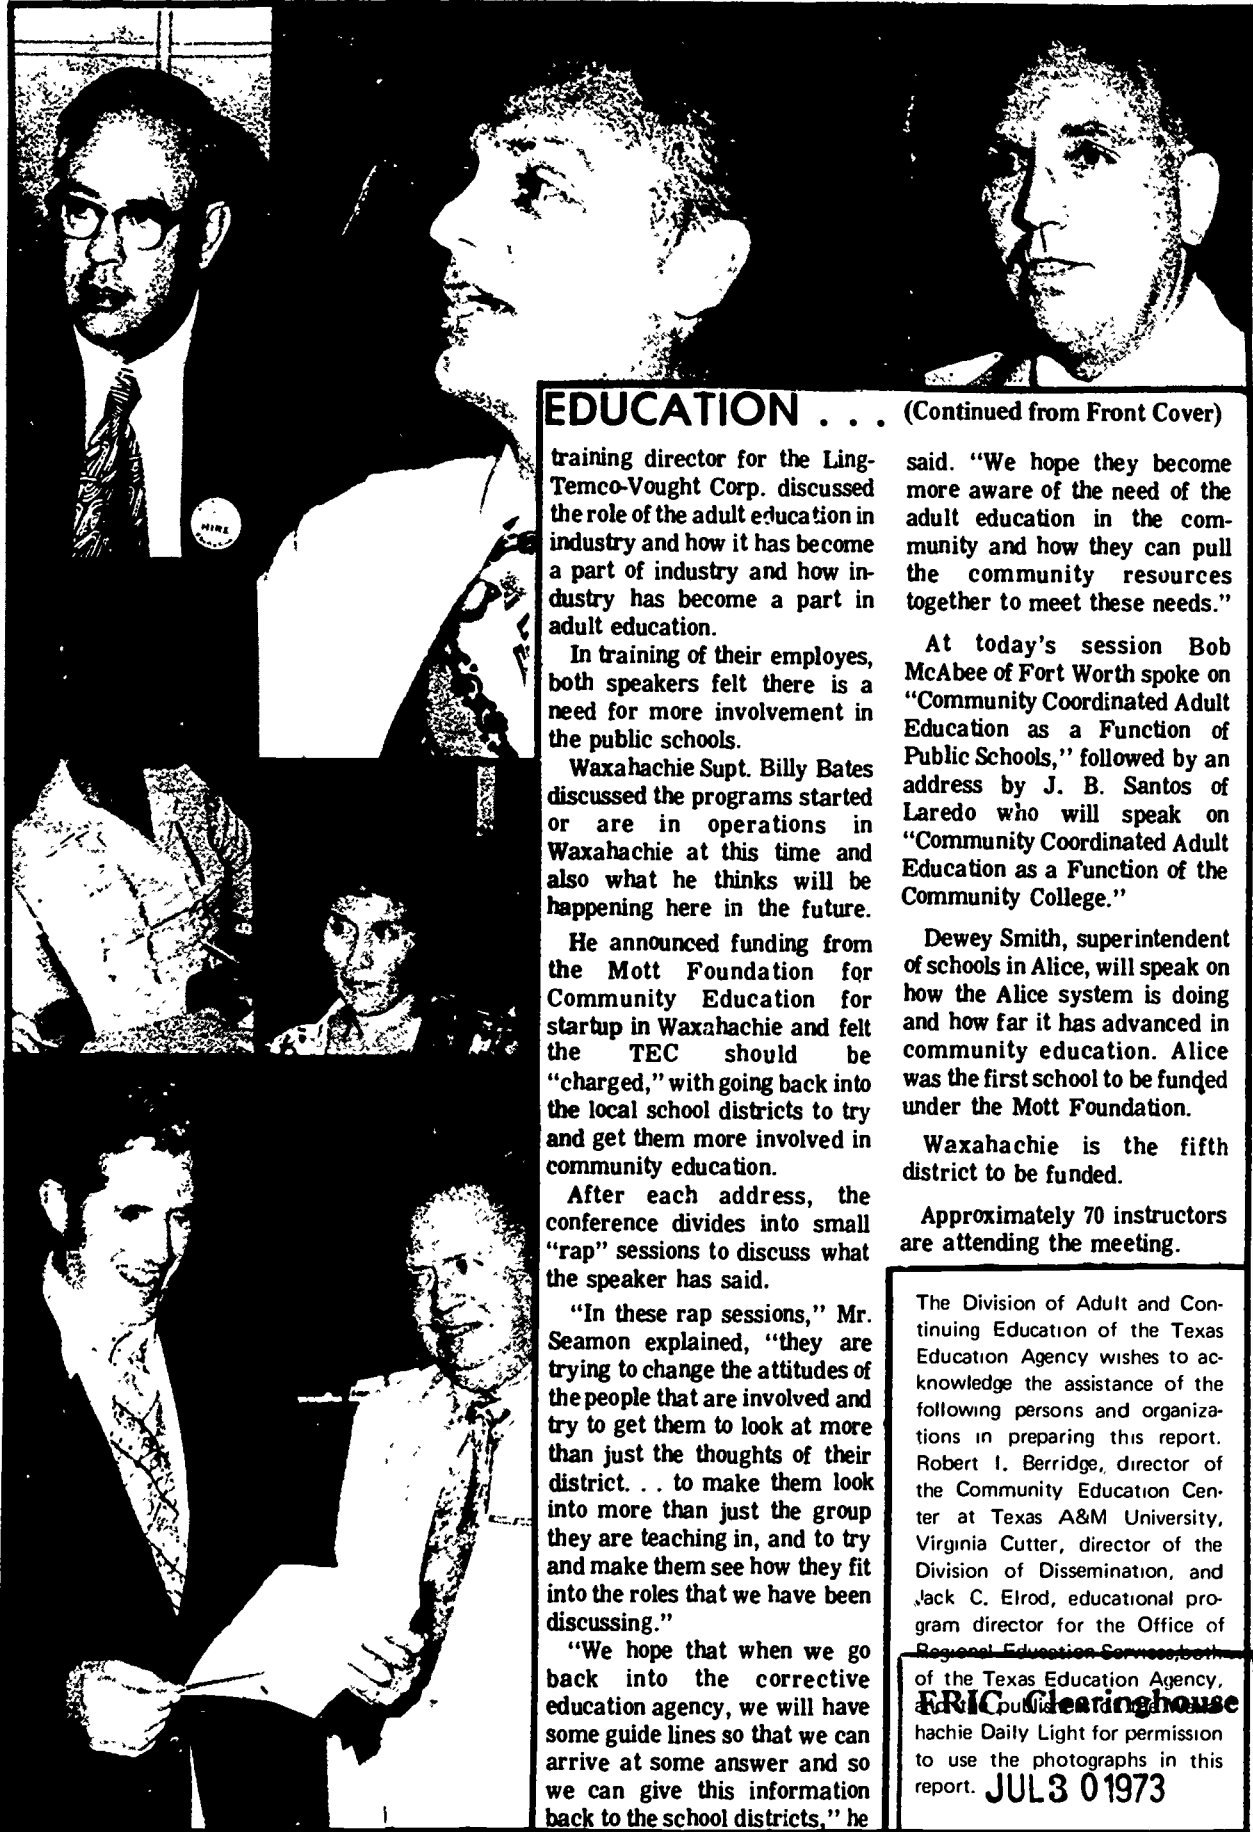 HIRE
EDUCATION . . . (Continued from Front Cover)
training director for the Ling-
Temco-Vought Corp. discussed
the role of the adult education in
industry and how it has become
a part of industry and how in-
dustry has become a part in
adult education.
In training of their employes,
both speakers felt there is a
need for more involvement in
the public schools.
Waxahachie Supt. Billy Bates
discussed the programs started
or are in operations in
Waxahachie at this time and
also what he thinks will be
happening here in the future.
He announced funding from
the Mott Foundation for
Community Education for
startup in Waxahachie and felt
the TEC should be
“charged,” with going back into
the local school districts to try
and get them more involved in
community education.
After each address, the
conference divides into small
“rap” sessions to discuss what
the speaker has said.
“In these rap sessions,” Mr.
Seamon explained, “they are
trying to change the attitudes of
the people that are involved and
try to get them to look at more
than just the thoughts of their
district. . . to make them look
into more than just the group
they are teaching in, and to try
and make them see how they fit
into the roles that we have been
discussing.”
“We hope that when we go
back into the corrective
education agency, we will have
some guide lines so that we can
arrive at some answer and so
we can give this information
back to the school districts,” he
said. “We hope they become
more aware of the need of the
adult education in the com-
munity and how they can pull
the community resources
together to meet these needs.”
At today’s session Bob
McAbee of Fort Worth spoke on
“Community Coordinated Adult
Education as a Function of
Public Schools,” followed by an
address by J. B. Santos of
Laredo who will speak on
“Community Coordinated Adult
Education as a Function of the
Community College.”
Dewey Smith, superintendent
of schools in Alice, will speak on
how the Alice system is doing
and how far it has advanced in
community education. Alice
was the first school to be funded
under the Mott Foundation.
Waxahachie is the fifth
district to be funded.
Approximately 70 instructors
are attending the meeting.
The Division of Adult and Con-
tinuing Education of the Texas
Education Agency wishes to ac-
knowledge the assistance of the
following persons and organiza-
tions in preparing this report.
Robert I. Berridge, director of
the Community Education Cen-
ter at Texas A&M University,
Virginia Cutter, director of the
Division of Dissemination, and
Jack C. Elrod, educational pro-
gram director for the Office of
Regional Education Services, both
of the Texas Education Agency,
ERIC Clearinghouse
hachie Daily Light for permission
to use the photographs in this
report.
JUL 30 1973